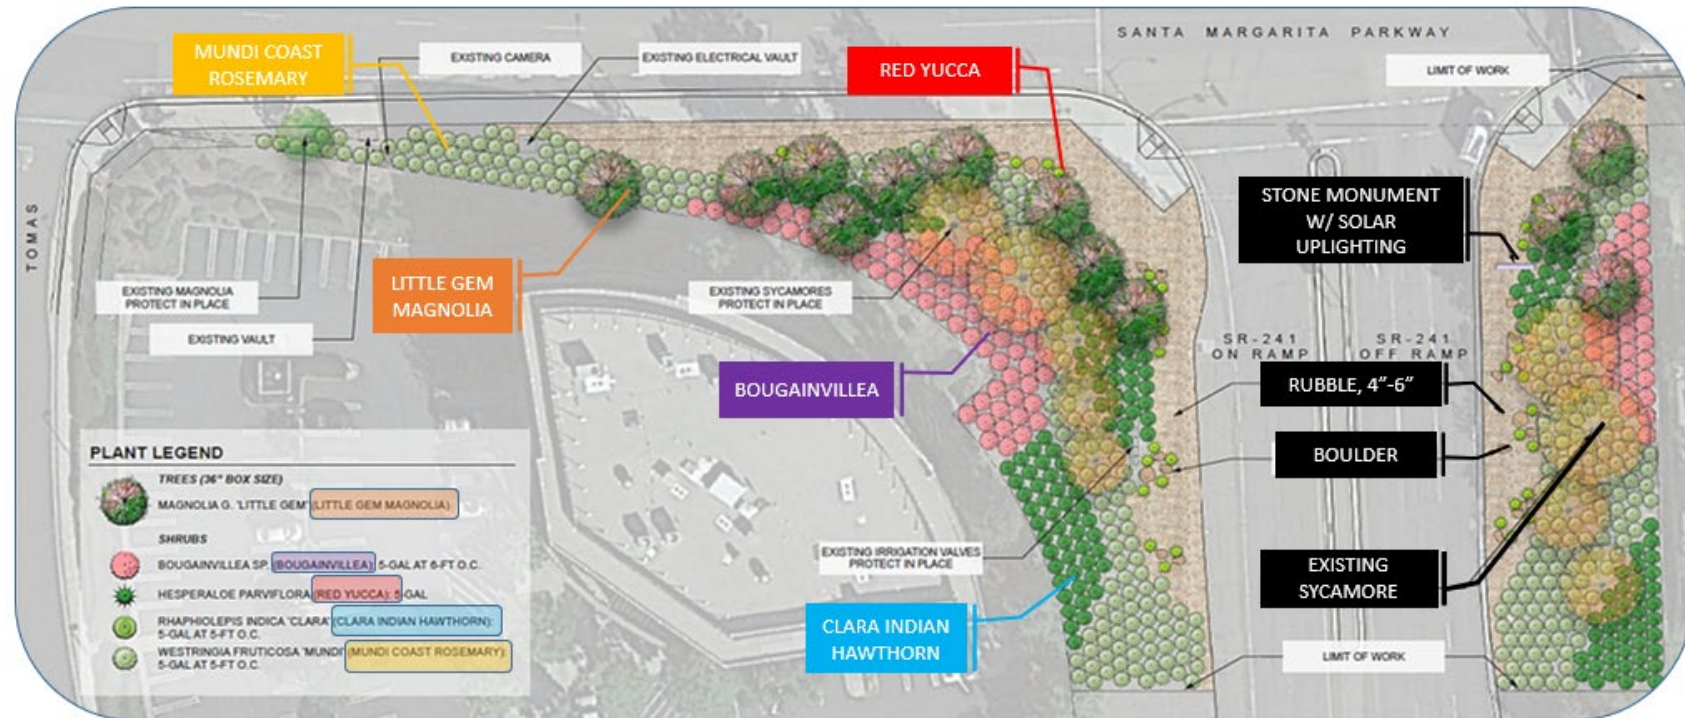 SANTA MARGARITA PARKWAY
MUNDI COAST
ROSEMARY
EXISTING CAMERA
EXISTING ELECTRICAL VAULT
RED YUCCA
LIMIT OF WORK
TOMAS
STONE MONUMENT
W/ SOLAR
UPLIGHTING
EXISTING MAGNOLIA
PROTECT IN PLACE
LITTLE GEM
MAGNOLIA
EXISTING SYCAMORES
PROTECT IN PLACE
EXISTING VAULT
SR-241
ON RAMP
SR-241
OFF RAMP
BOUGAINVILLEA
RUBBLE, 4”-6”
BOULDER
PLANT LEGEND
TREES (36" BOX SIZE)
MAGNOLIA G. 'LITTLE GEM' (LITTLE GEM MAGNOLIA)
SHRUBS
BOUGAINVILLEA SP. (BOUGAINVILLEA): 5-GAL AT 6-FT O.C.
HESPERALOE PARVIFLORA (RED YUCCA): 5-GAL
RHAPHIOLEPIS INDICA 'CLARA' (CLARA INDIAN HAWTHORN):
5-GAL AT 5-FT O.C.
WESTRINGIA FRUTICOSA 'MUNDI' (MUNDI COAST ROSEMARY):
5-GAL AT 5-FT O.C.
EXISTING IRRIGATION VALVES
PROTECT IN PLACE
EXISTING
SYCAMORE
CLARA INDIAN
HAWTHORN
LIMIT OF WORK